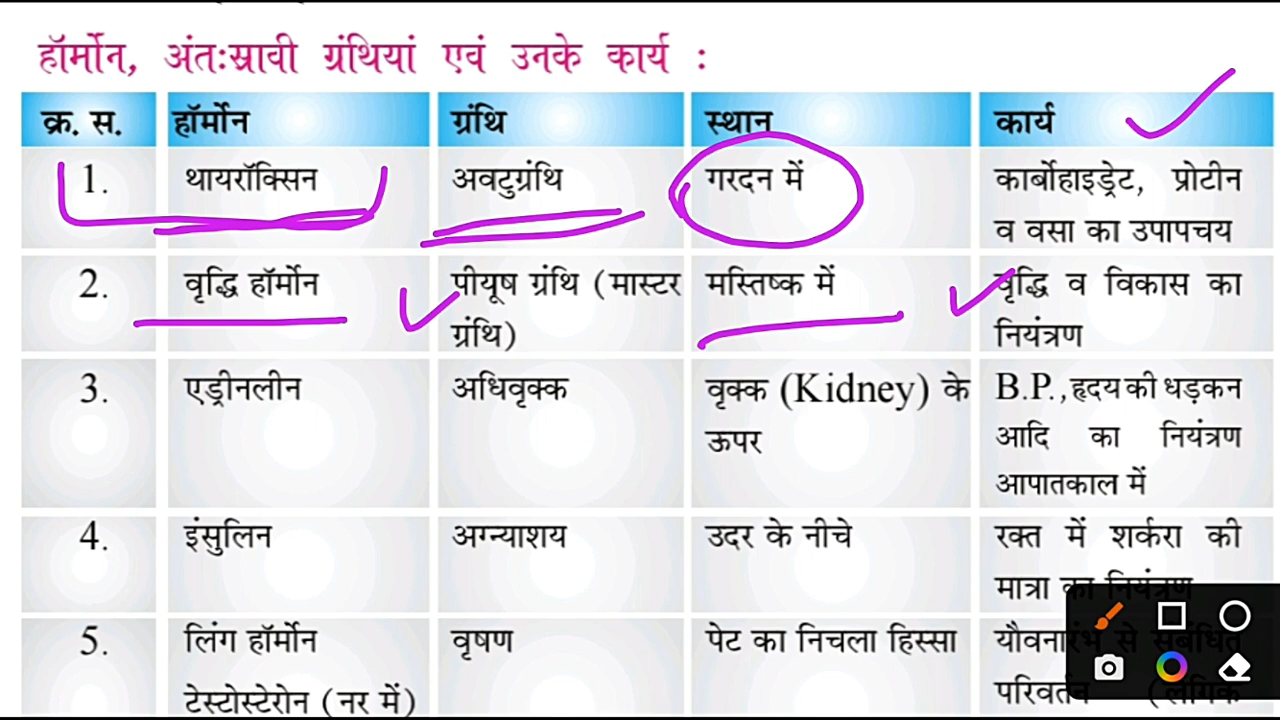 हॉर्मोन, अंतःस्रावी ग्रंथियां एवं उनके कार्य :
क्र. स. हॉर्मोन ग्रंथि स्थान कार्य
1. थायरॉक्सिन अवटुग्रंथि गरदन में कार्बोहाइड्रेट, प्रोटीन
व वसा का उपापचय
2. वृद्धि हॉर्मोन पीयूष ग्रंथि (मास्टर मस्तिष्क में वृद्धि व विकास का
ग्रंथि) नियंत्रण
3. एड्रीनलीन अधिवृक्क वृक्क (Kidney) के B.P., हृदय की धड़कन
ऊपर आदि का नियंत्रण
आपातकाल में
4. इंसुलिन अग्न्याशय उदर के नीचे रक्त में शर्करा की
मात्रा का नियंत्रण
5. लिंग हॉर्मोन वृषण पेट का निचला हिस्सा यौवनारंभ से संबंधित
टेस्टोस्टेरोन (नर में) परिवर्तन (लैंगिक